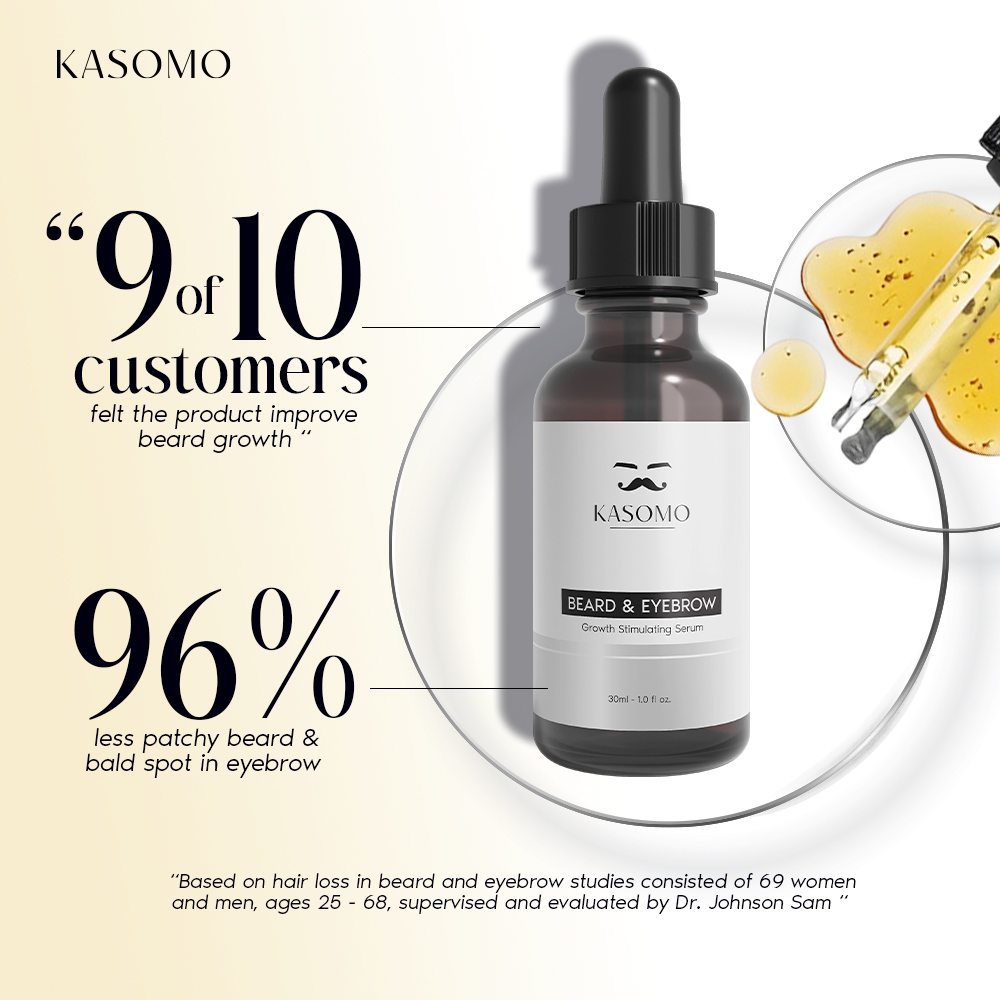 KASOMO
“9 of 10
customers
felt the product improve
beard growth “
KASOMO
BEARD & EYEBROW
Growth Stimulating Serum
30ml - 1.0 fl oz.
96%
less patchy beard &
bald spot in eyebrow
“Based on hair loss in beard and eyebrow studies consisted of 69 women
and men, ages 25 - 68, supervised and evaluated by Dr. Johnson Sam “